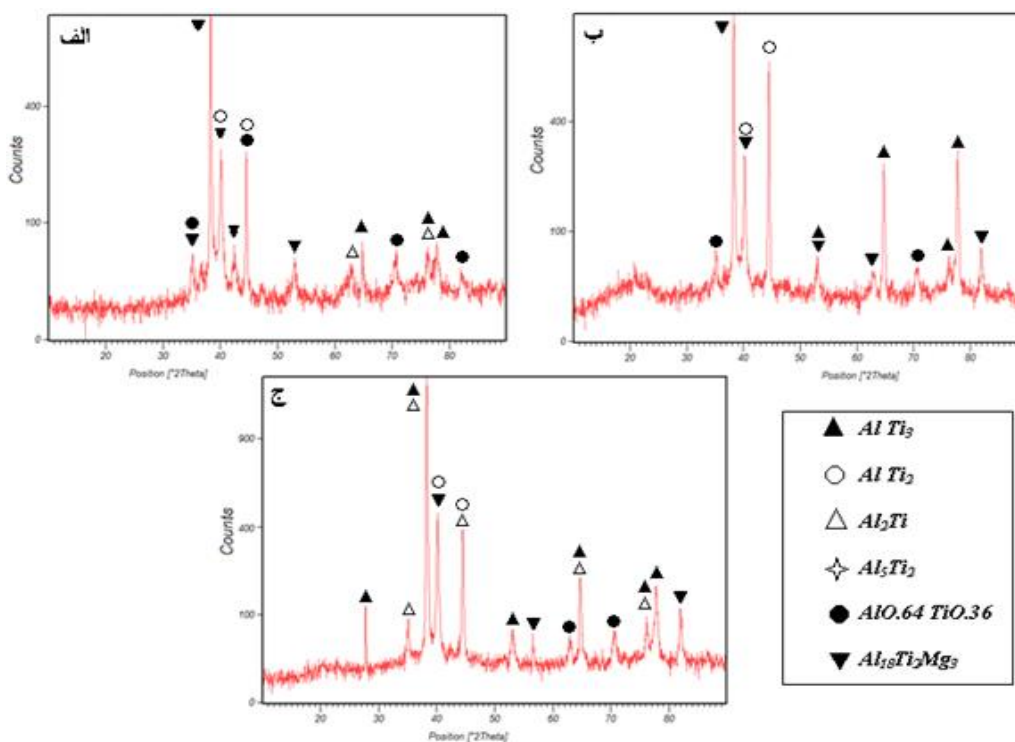 الف
Counts
400
100
0
20
30
40
50
60
70
80
Position [°2Theta]
ب
Counts
400
100
0
20
30
40
50
60
70
80
Position [°2Theta]
ج
Counts
900
400
100
0
20
30
40
50
60
70
80
Position [°2Theta]
Al Ti₃
Al Ti₂
Al₂Ti
Al₅Ti₂
AlO.64 TiO.36
Al₁₈Ti₂Mg₃